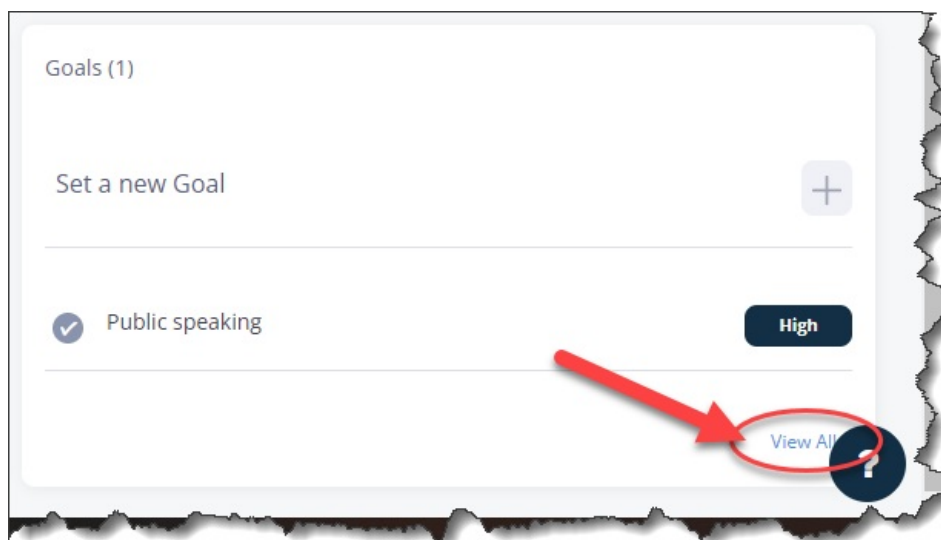 Goals (1)
Set a new Goal
Public speaking
High
View All
?